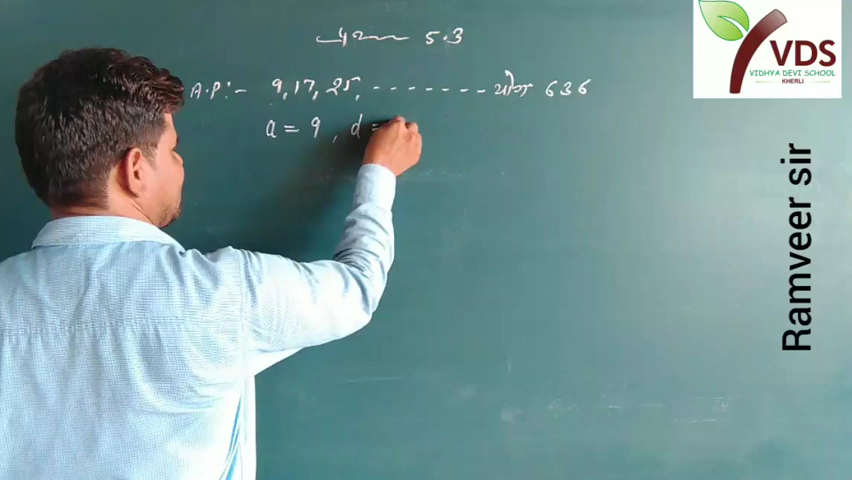 प्रश्न 5.3
A.P:- 9, 17, 25, - - - - - - - योग 636
a = 9, d =
VDS
VIDHYA DEVI SCHOOL
KHERLI
Ramveer sir